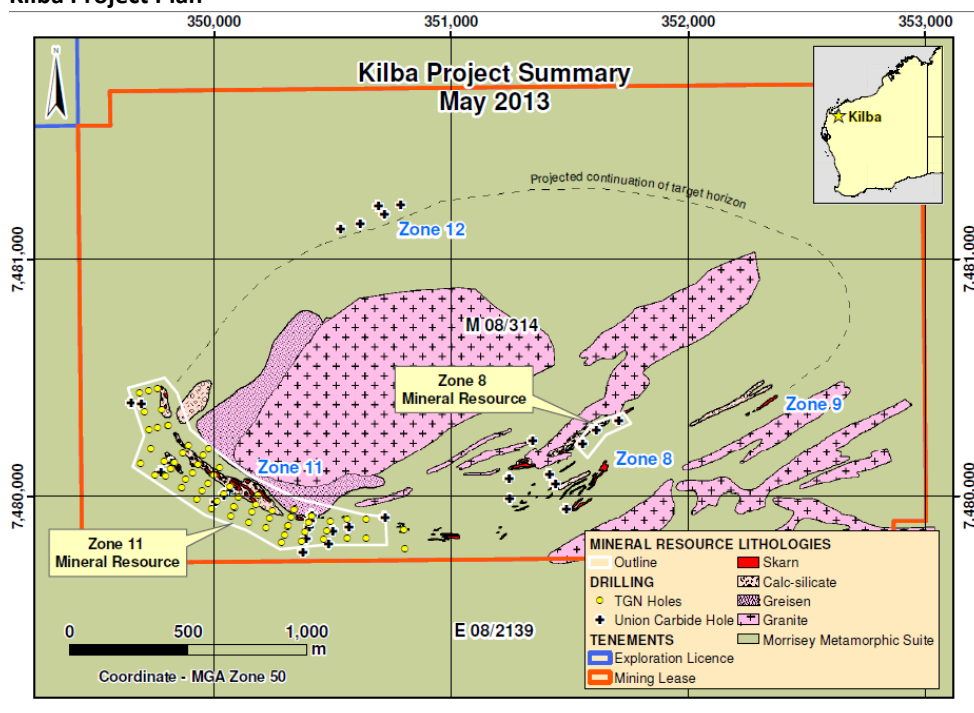 Kilba Project Plan
350,000 351,000 352,000 353,000
N
Kilba Project Summary
May 2013
Kilba
Projected continuation of target horizon
Zone 12
7,481,000 7,481,000
M 08/314
Zone 8
Mineral Resource
Zone 9
Zone 11
Zone 8
7,480,000 7,480,000
Zone 11
Mineral Resource
E 08/2139
0 500 1,000
m
Coordinate - MGA Zone 50
MINERAL RESOURCE LITHOLOGIES
Outline Skarn
DRILLING Calc-silicate
TGN Holes Greisen
Union Carbide Hole Granite
TENEMENTS Morrisey Metamorphic Suite
Exploration Licence
Mining Lease